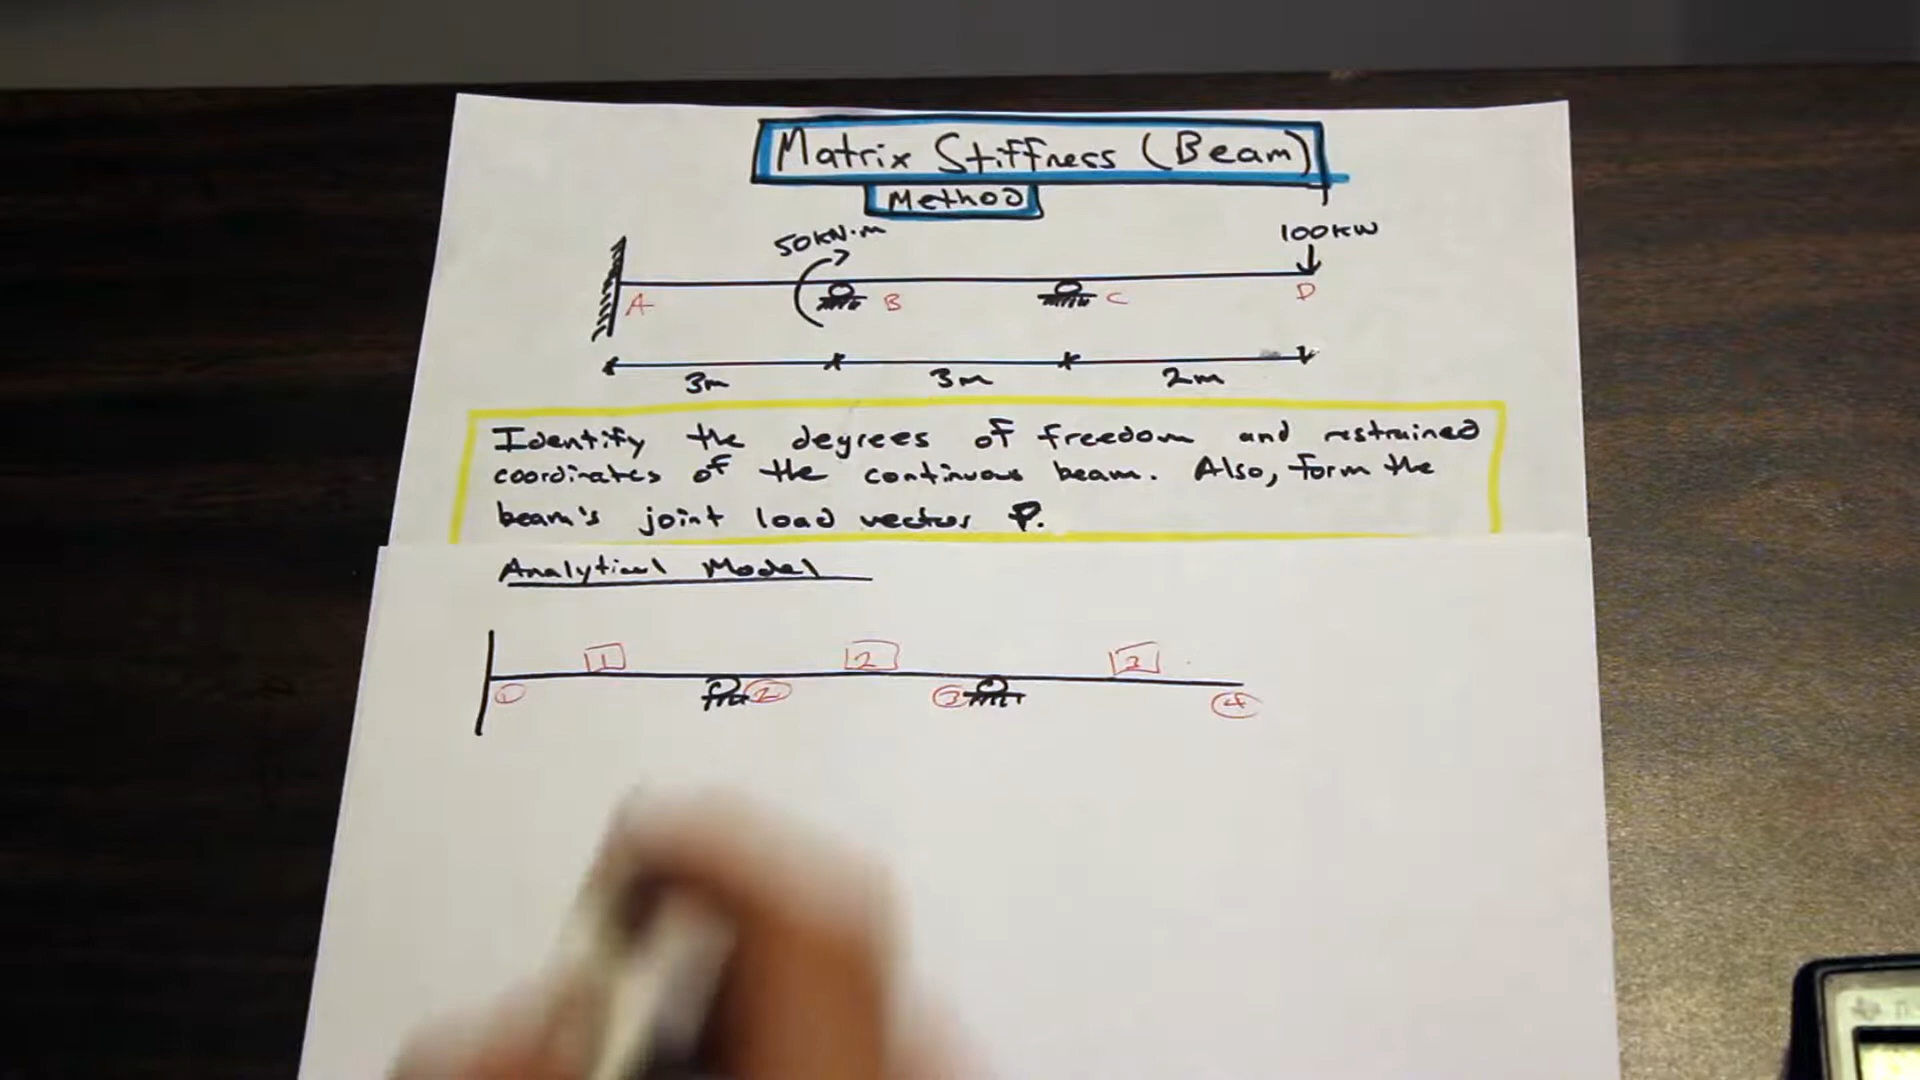 Matrix Stiffness (Beam)
Method
50KN·m
100KN
A
B
C
D
3m
3m
2m
Identify the degrees of freedom and restrained
coordinates of the continuous beam. Also, form the
beam's joint load vector P.
Analytical Model
1
2
3
1
2
3
4